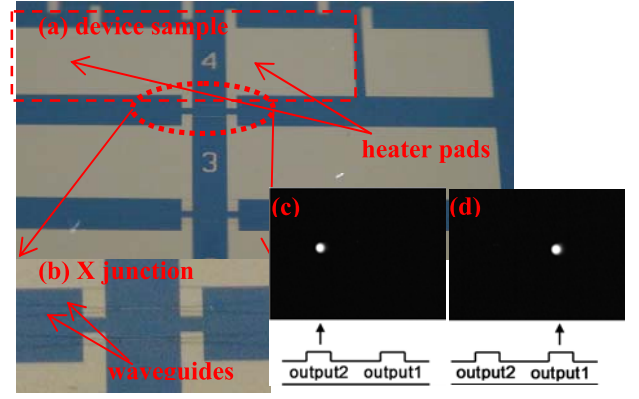 (a) device sample
4
heater pads
3
(c)
(d)
(b) X junction
waveguides
output2 output1
output2 output1